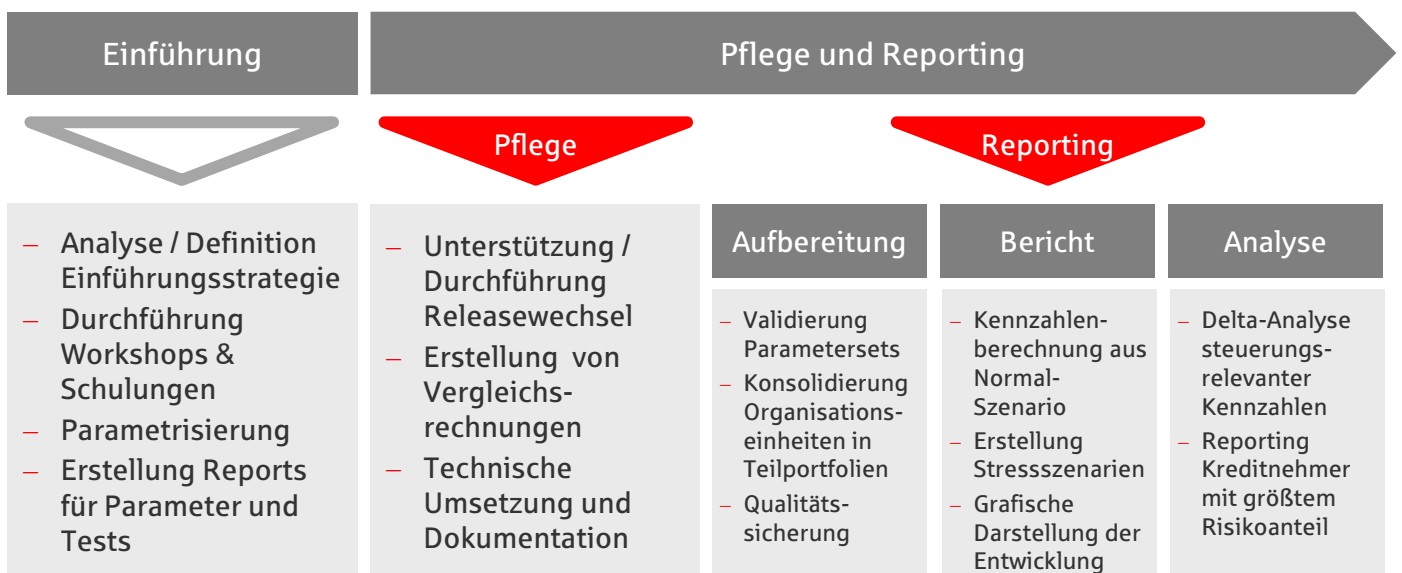 Einführung
Pflege und Reporting
Pflege
Reporting
– Analyse / Definition
Einführungsstrategie
– Durchführung
Workshops &
Schulungen
– Parametrisierung
– Erstellung Reports
für Parameter und
Tests
– Unterstützung /
Durchführung
Releasewechsel
– Erstellung von
Vergleichs-
rechnungen
– Technische
Umsetzung und
Dokumentation
Aufbereitung
– Validierung
Parametersets
– Konsolidierung
Organisations-
einheiten in
Teilportfolien
– Qualitäts-
sicherung
Bericht
– Kennzahlen-
berechnung aus
Normal-
Szenario
– Erstellung
Stressszenarien
– Grafische
Darstellung der
Entwicklung
Analyse
– Delta-Analyse
steuerungs-
relevanter
Kennzahlen
– Reporting
Kreditnehmer
mit größtem
Risikoanteil